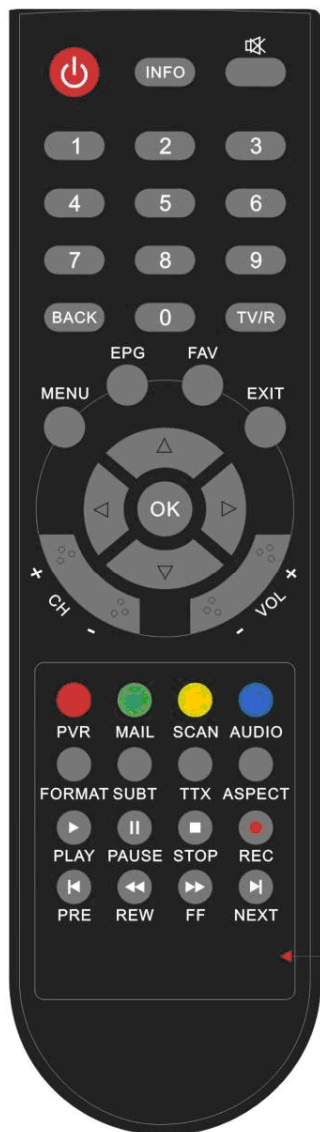 INFO
1 2 3
4 5 6
7 8 9
BACK 0 TV/R
EPG FAV
MENU EXIT
OK
+ CH - - VOL +
PVR MAIL SCAN AUDIO
FORMAT SUBT TTX ASPECT
PLAY PAUSE STOP REC
PRE REW FF NEXT